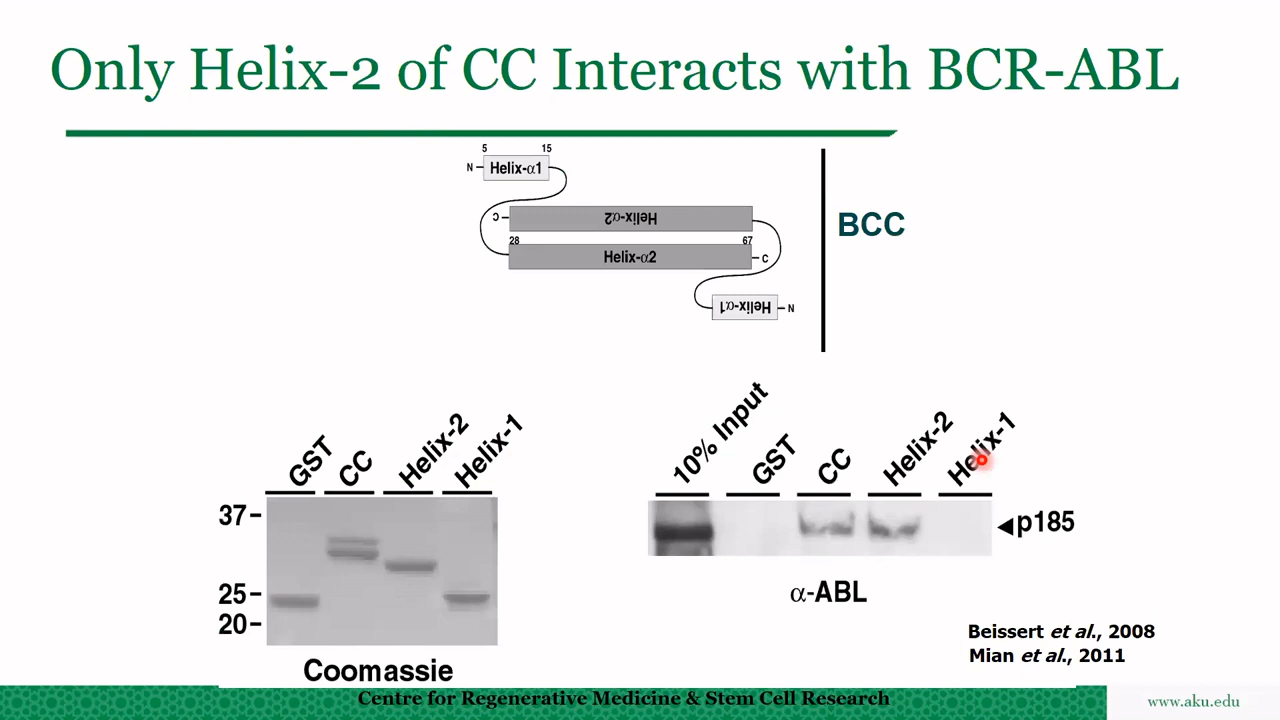 Only Helix-2 of CC Interacts with BCR-ABL
5 15
N Helix-α1
C Helix-α2
28 67
Helix-α2 C
Helix-α1 N
BCC
GST CC Helix-2 Helix-1
37
25
20
Coomassie
10% Input GST CC Helix-2 Helix-1
p185
α-ABL
Beissert et al., 2008
Mian et al., 2011
Centre for Regenerative Medicine & Stem Cell Research
www.aku.edu